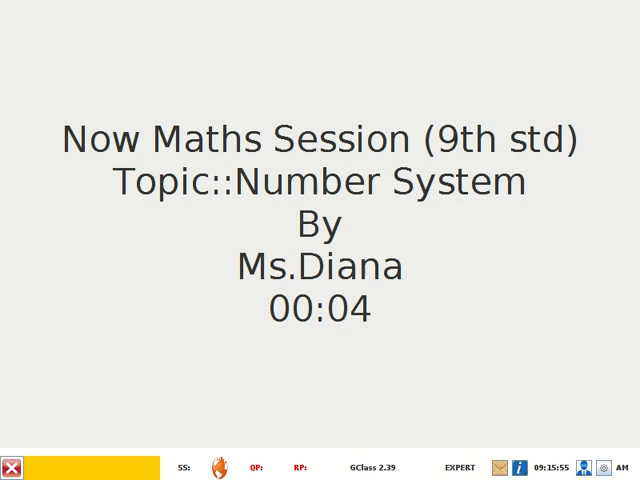 Now Maths Session (9th std)
Topic::Number System
By
Ms.Diana
00:04
SS: QP: RP: GClass 2.39 EXPERT i 09:15:55 AM